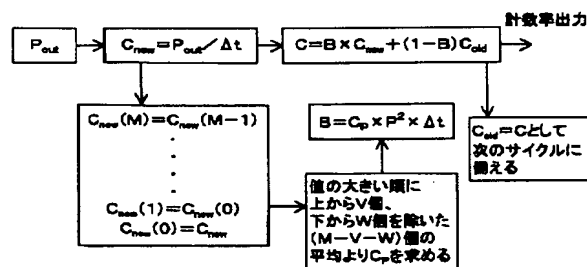 計数率出力
Pout
Cnew=Pout/Δt
C=B×Cnew+(1-B)Cold
Cnew(M)=Cnew(M-1)
・
・
・
・
Cnew(1)=Cnew(0)
Cnew(0)=Cnew
B=Cp×P²×Δt
Cold=Cとして
次のサイクルに
備える
値の大きい順に
上からV個、
下からW個を除いた
(M-V-W)個の
平均よりCpを求める